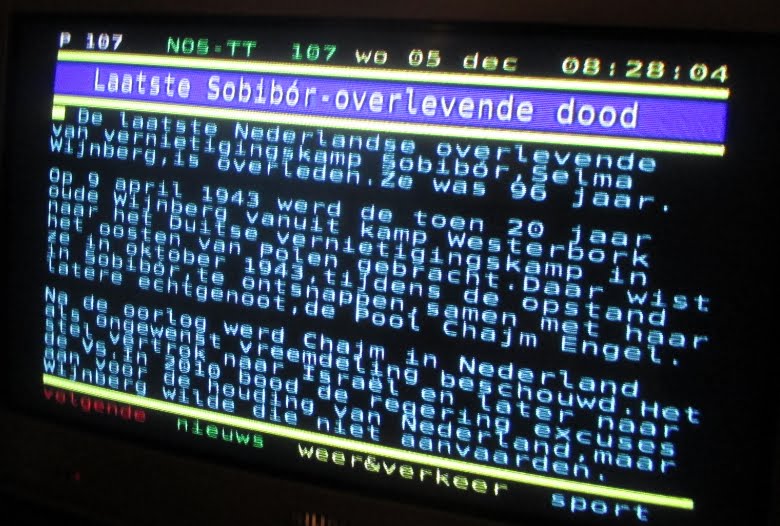 P 107 NOS-TT 107 wo 05 dec 08:28:04
Laatste Sobibór-overlevende dood
De laatste Nederlandse overlevende
van vernietigingskamp Sobibór,Selma
Wijnberg,is overleden.Ze was 96 jaar.
Op 9 april 1943 werd de toen 20 jaar
oude Wijnberg vanuit kamp Westerbork
naar het Duitse vernietigingskamp in
het oosten van Polen gebracht.Daar wist
ze in oktober 1943,tijdens de opstand
in Sobibór,te ontsnappen,samen met haar
latere echtgenoot,de Pool Chajm Engel.
Na de oorlog werd Chajm in Nederland
als ongewenst vreemdeling beschouwd.Het
stel vertrok naar Israël en later naar
de VS.In 2010 bood de regering excuses
aan voor de houding van Nederland,maar
Wijnberg wilde die niet aanvaarden.
volgende nieuws weer&verkeer sport